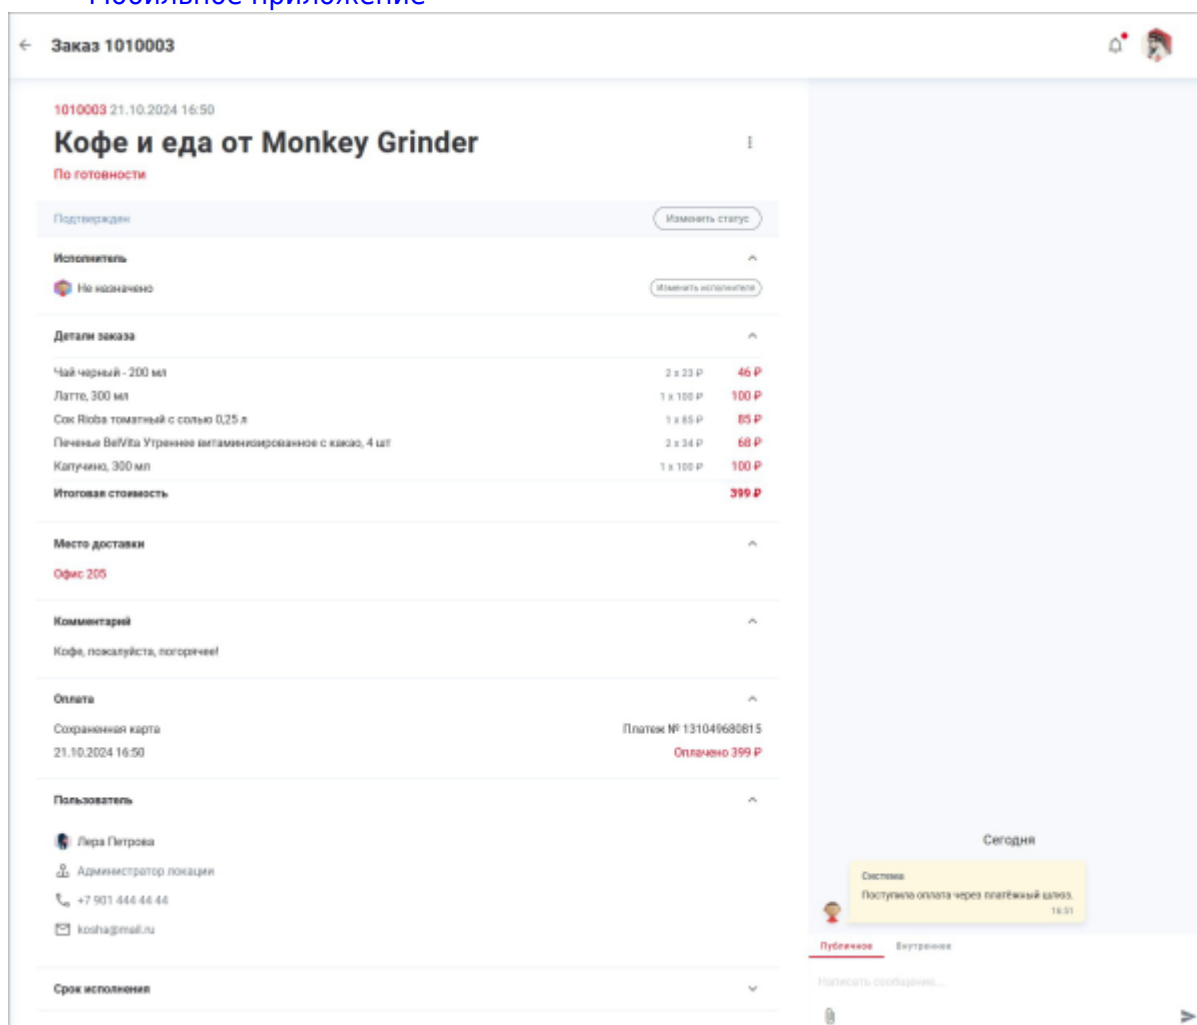 Мобильное приложение
Заказ 1010003
1010003 21.10.2024 16:50
Кофе и еда от Monkey Grinder
По готовности
Подтвержден
Изменить статус
Исполнитель
Не назначено
Изменить исполнителя
Детали заказа
Чай черный - 200 мл 2 x 23 ₽ 46 ₽
Латте, 300 мл 1 x 100 ₽ 100 ₽
Сок Rioba томатный с солью 0,25 л 1 x 85 ₽ 85 ₽
Печенье BelVita Утреннее витаминизированное с какао, 4 шт 2 x 34 ₽ 68 ₽
Капучино, 300 мл 1 x 100 ₽ 100 ₽
Итоговая стоимость 399 ₽
Место доставки
Офис 205
Комментарий
Кофе, пожалуйста, погорячее!
Оплата
Сохраненная карта Платеж № 131049680815
21.10.2024 16:50 Оплачено 399 ₽
Пользователь
Лера Петрова
Администратор локации
+7 901 444 44 44
kosha@mail.ru
Срок исполнения
Сегодня
Система
Поступила оплата через платёжный шлюз.
16:51
Публичное Внутреннее
Написать сообщение...